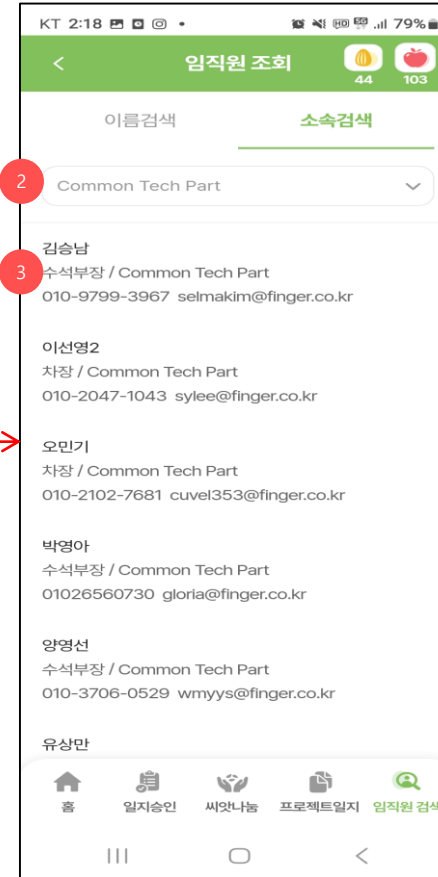 KT 2:18
79%
임직원 조회
44
103
이름검색
소속검색
2
Common Tech Part
김승남
3
수석부장 / Common Tech Part
010-9799-3967 selmakim@finger.co.kr
이선영2
차장 / Common Tech Part
010-2047-1043 sylee@finger.co.kr
오민기
차장 / Common Tech Part
010-2102-7681 cuvel353@finger.co.kr
박영아
수석부장 / Common Tech Part
01026560730 gloria@finger.co.kr
양영선
수석부장 / Common Tech Part
010-3706-0529 wmyys@finger.co.kr
유상만
홈
일지승인
씨앗나눔
프로젝트일지
임직원 검색